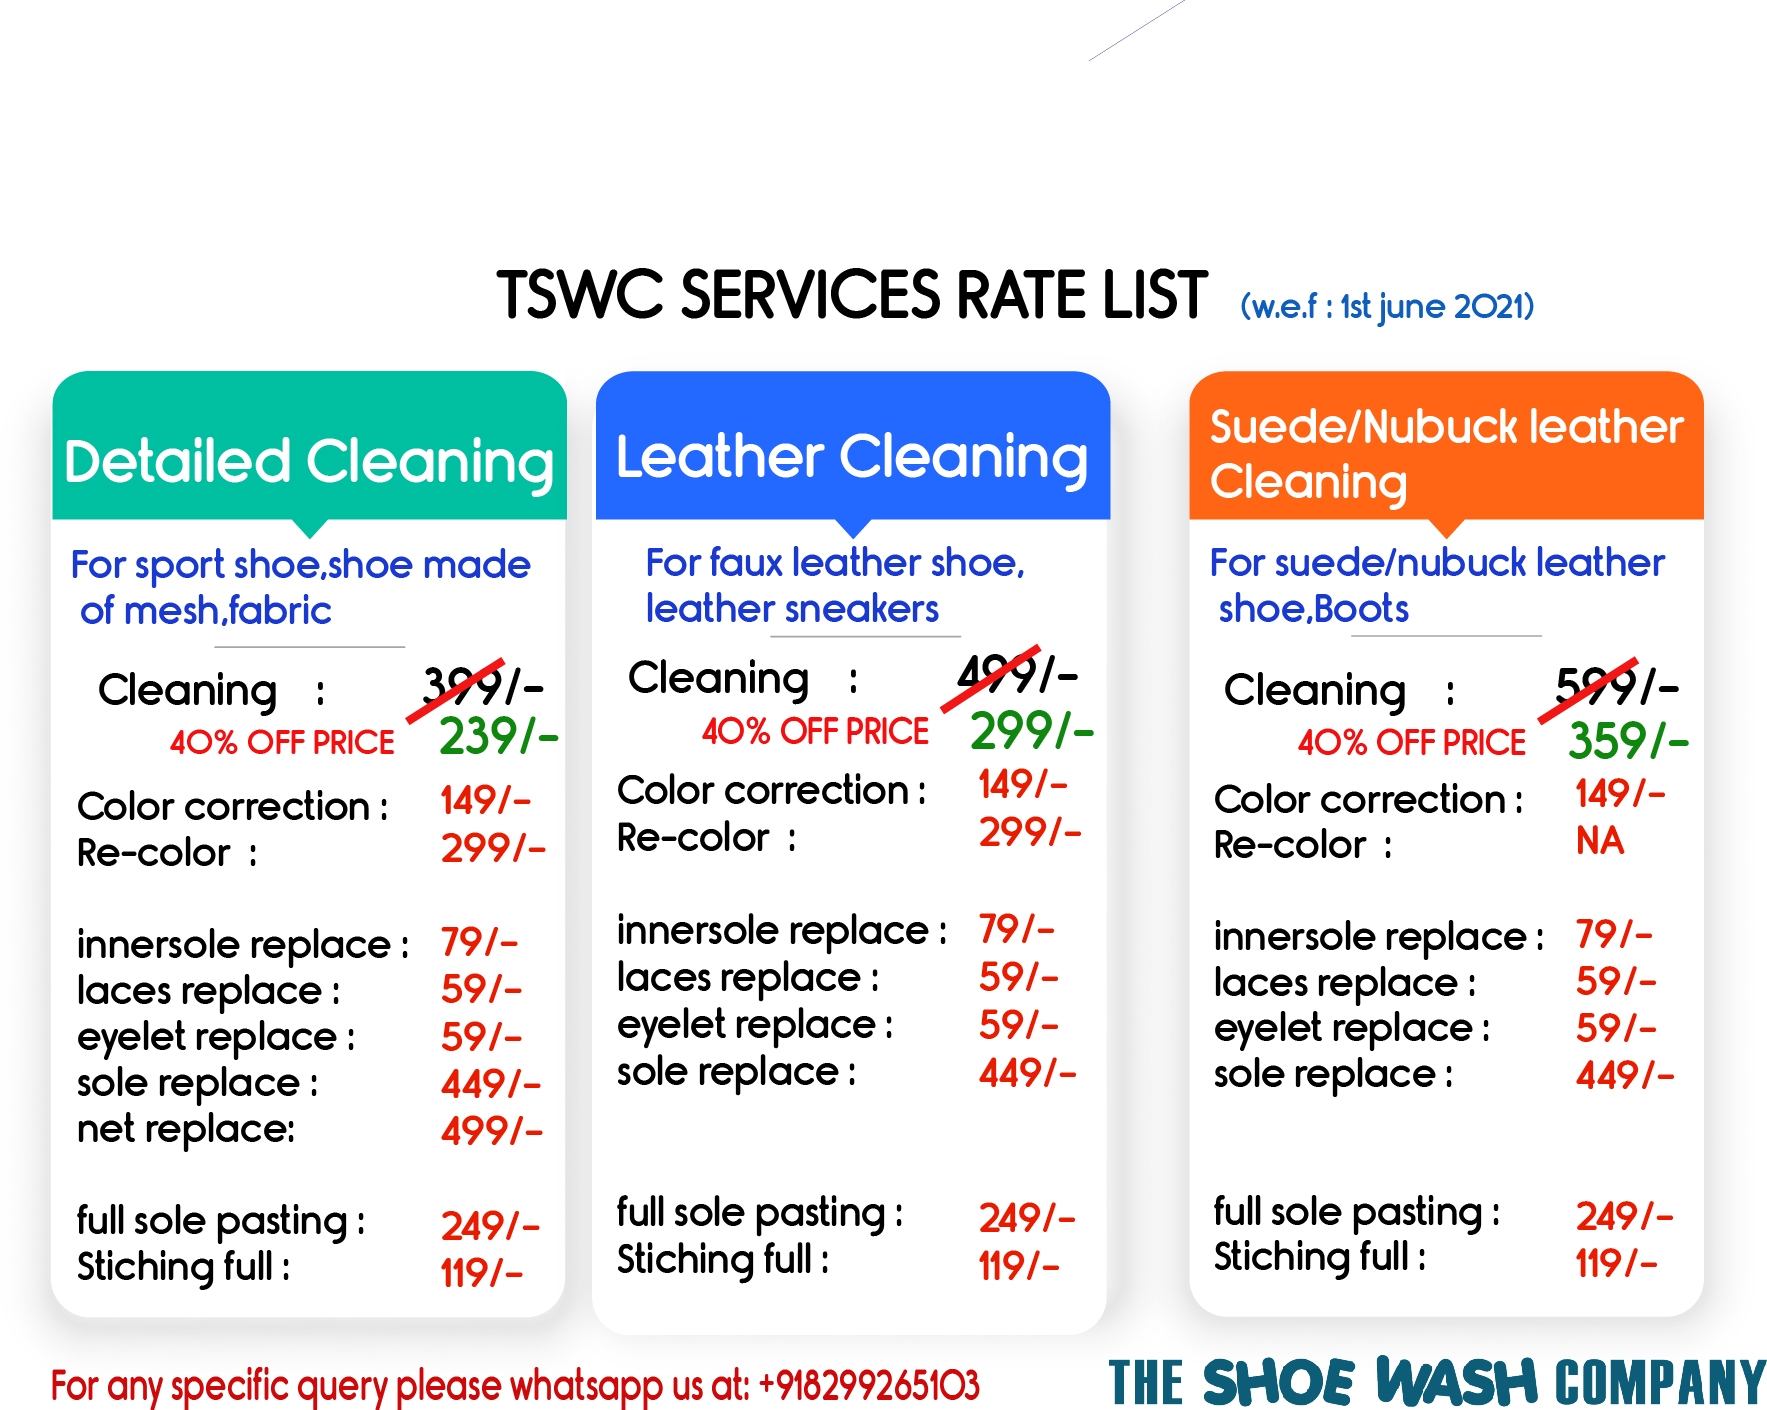 TSWC SERVICES RATE LIST (w.e.f : 1st june 2021)
Detailed Cleaning
For sport shoe,shoe made
of mesh,fabric
Cleaning : 399/-
40% OFF PRICE 239/-
Color correction : 149/-
Re-color : 299/-
innersole replace : 79/-
laces replace : 59/-
eyelet replace : 59/-
sole replace : 449/-
net replace: 499/-
full sole pasting : 249/-
Stiching full : 119/-
Leather Cleaning
For faux leather shoe,
leather sneakers
Cleaning : 499/-
40% OFF PRICE 299/-
Color correction : 149/-
Re-color : 299/-
innersole replace : 79/-
laces replace : 59/-
eyelet replace : 59/-
sole replace : 449/-
full sole pasting : 249/-
Stiching full : 119/-
Suede/Nubuck leather
Cleaning
For suede/nubuck leather
shoe,Boots
Cleaning : 599/-
40% OFF PRICE 359/-
Color correction : 149/-
Re-color : NA
innersole replace : 79/-
laces replace : 59/-
eyelet replace : 59/-
sole replace : 449/-
full sole pasting : 249/-
Stiching full : 119/-
For any specific query please whatsapp us at: +918299265103
THE SHOE WASH COMPANY